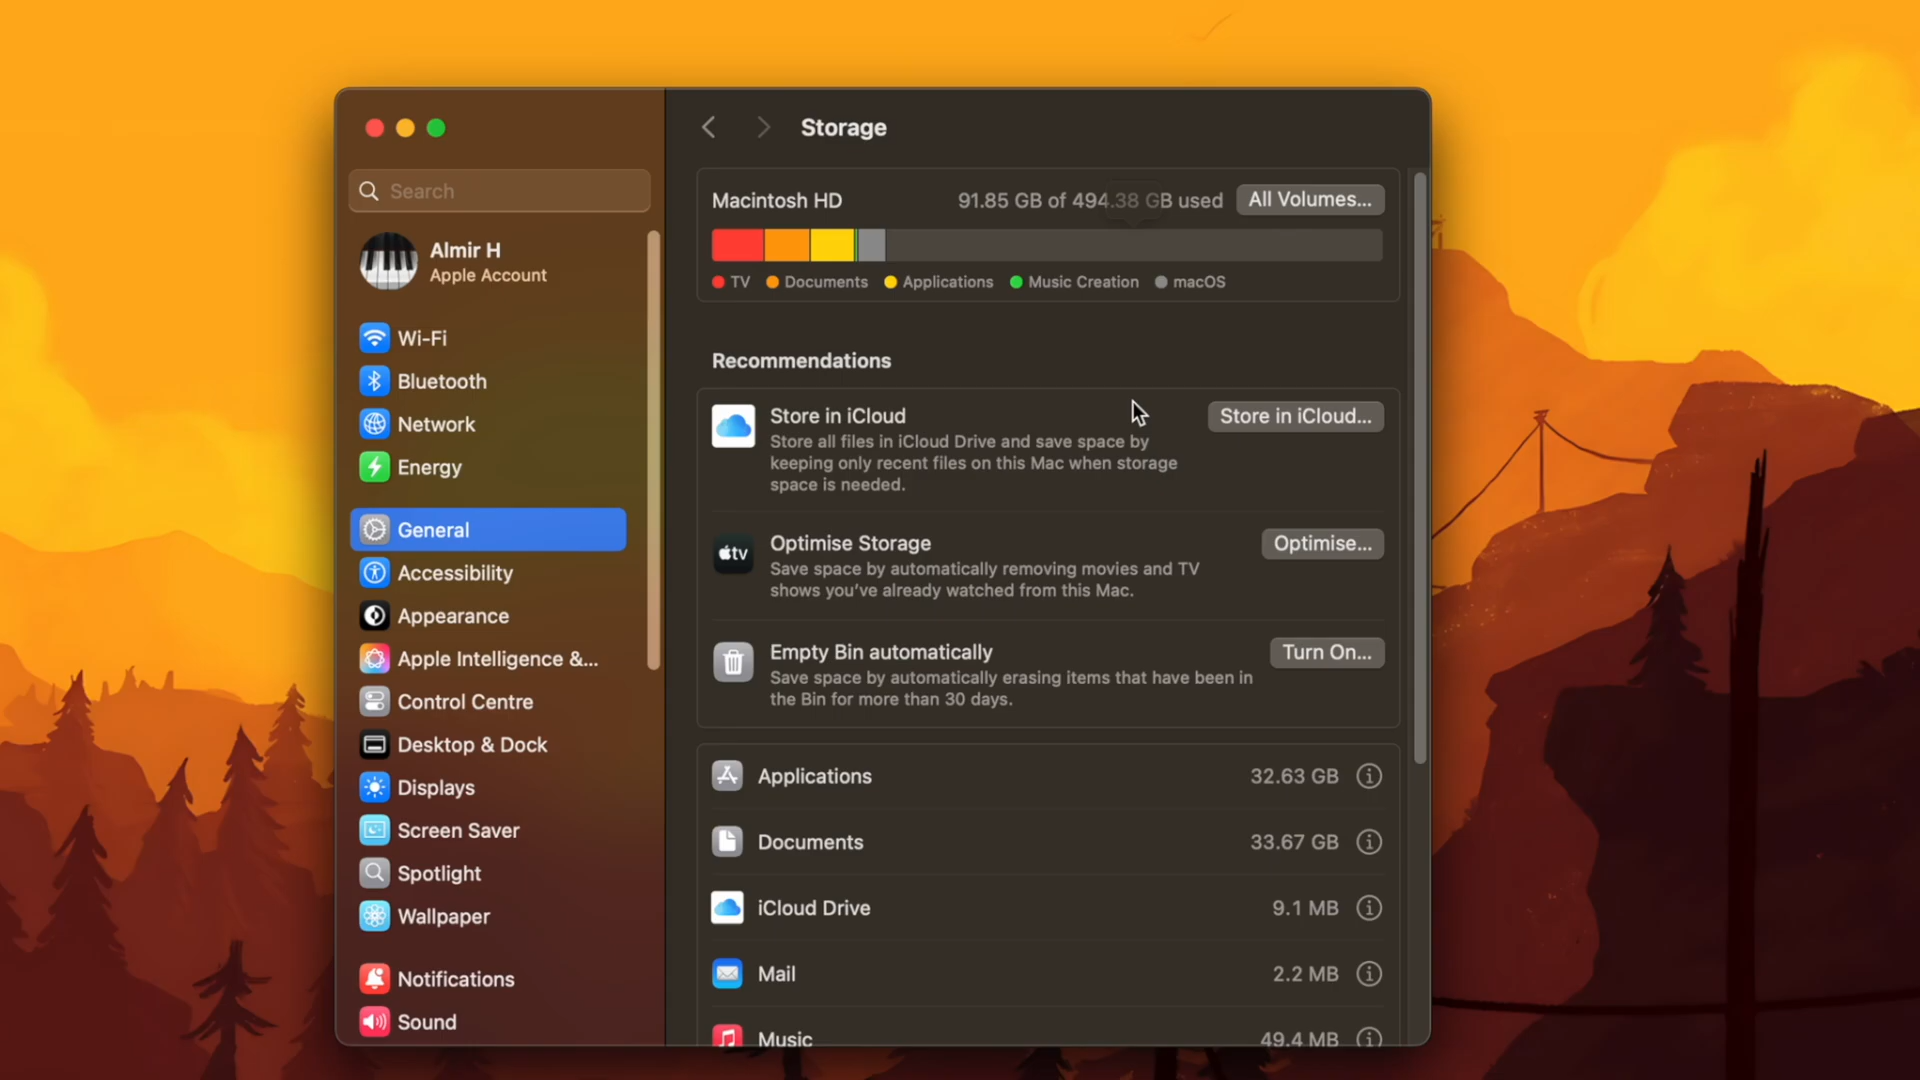 Search
Almir H
Apple Account
Wi-Fi
Bluetooth
Network
Energy
General
Accessibility
Appearance
Apple Intelligence &...
Control Centre
Desktop & Dock
Displays
Screen Saver
Spotlight
Wallpaper
Notifications
Sound
Storage
Macintosh HD 91.85 GB of 494.38 GB used All Volumes...
TV Documents Applications Music Creation macOS
Recommendations
Store in iCloud Store in iCloud...
Store all files in iCloud Drive and save space by
keeping only recent files on this Mac when storage
space is needed.
tv
Optimise Storage Optimise...
Save space by automatically removing movies and TV
shows you've already watched from this Mac.
Empty Bin automatically Turn On...
Save space by automatically erasing items that have been in
the Bin for more than 30 days.
Applications 32.63 GB
Documents 33.67 GB
iCloud Drive 9.1 MB
Mail 2.2 MB
Music 49.4 MB